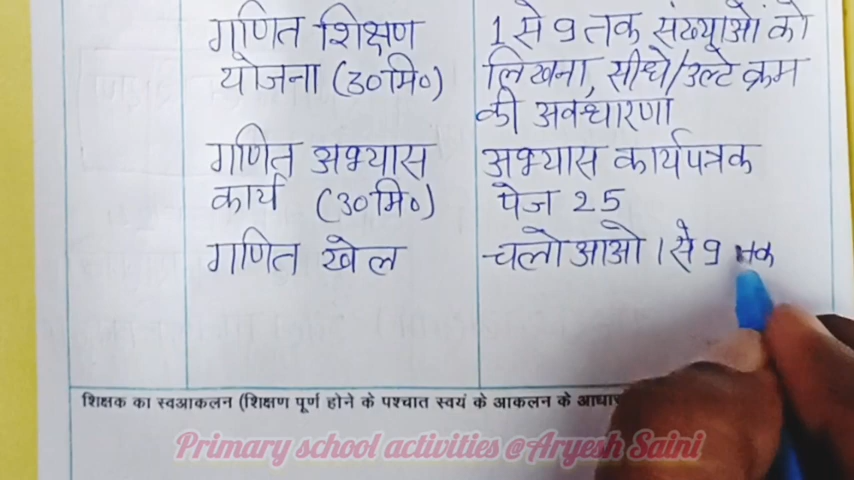 गणित शिक्षण
योजना (30मि०)
1 से 9 तक संख्याओं को
लिखना, सीधे/उल्टे क्रम
की अवधारणा
गणित अभ्यास
कार्य (30मि०)
अभ्यास कार्यपत्रक
पेज 25
गणित खेल
चलो आओ 1 से 9 तक
शिक्षक का स्वआकलन (शिक्षण पूर्ण होने के पश्चात स्वयं के आकलन के आधार
Primary school activities @Aryesh Saini